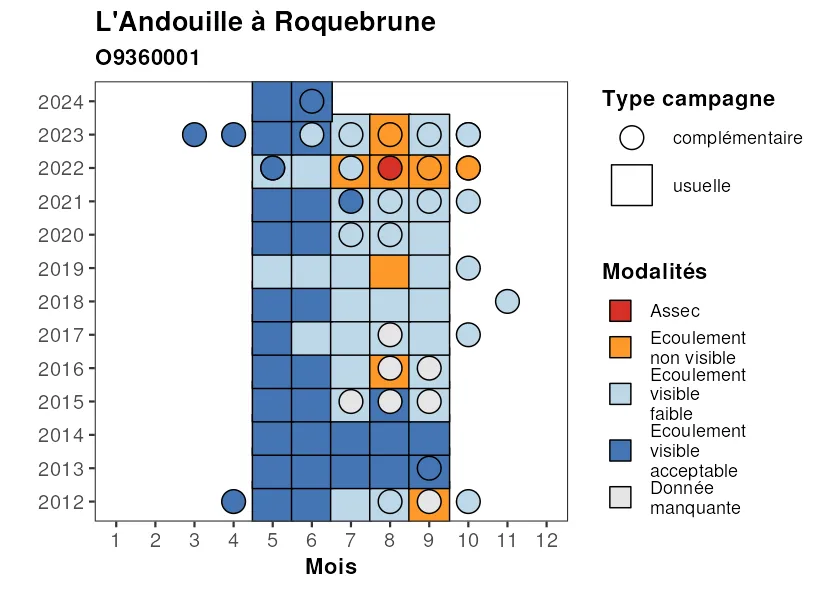 L'Andouille à Roquebrune
O9360001
2024
2023
2022
2021
2020
2019
2018
2017
2016
2015
2014
2013
2012
1 2 3 4 5 6 7 8 9 10 11 12
Mois
Type campagne
complémentaire
usuelle
Modalités
Assec
Ecoulement
non visible
Ecoulement
visible
faible
Ecoulement
visible
acceptable
Donnée
manquante